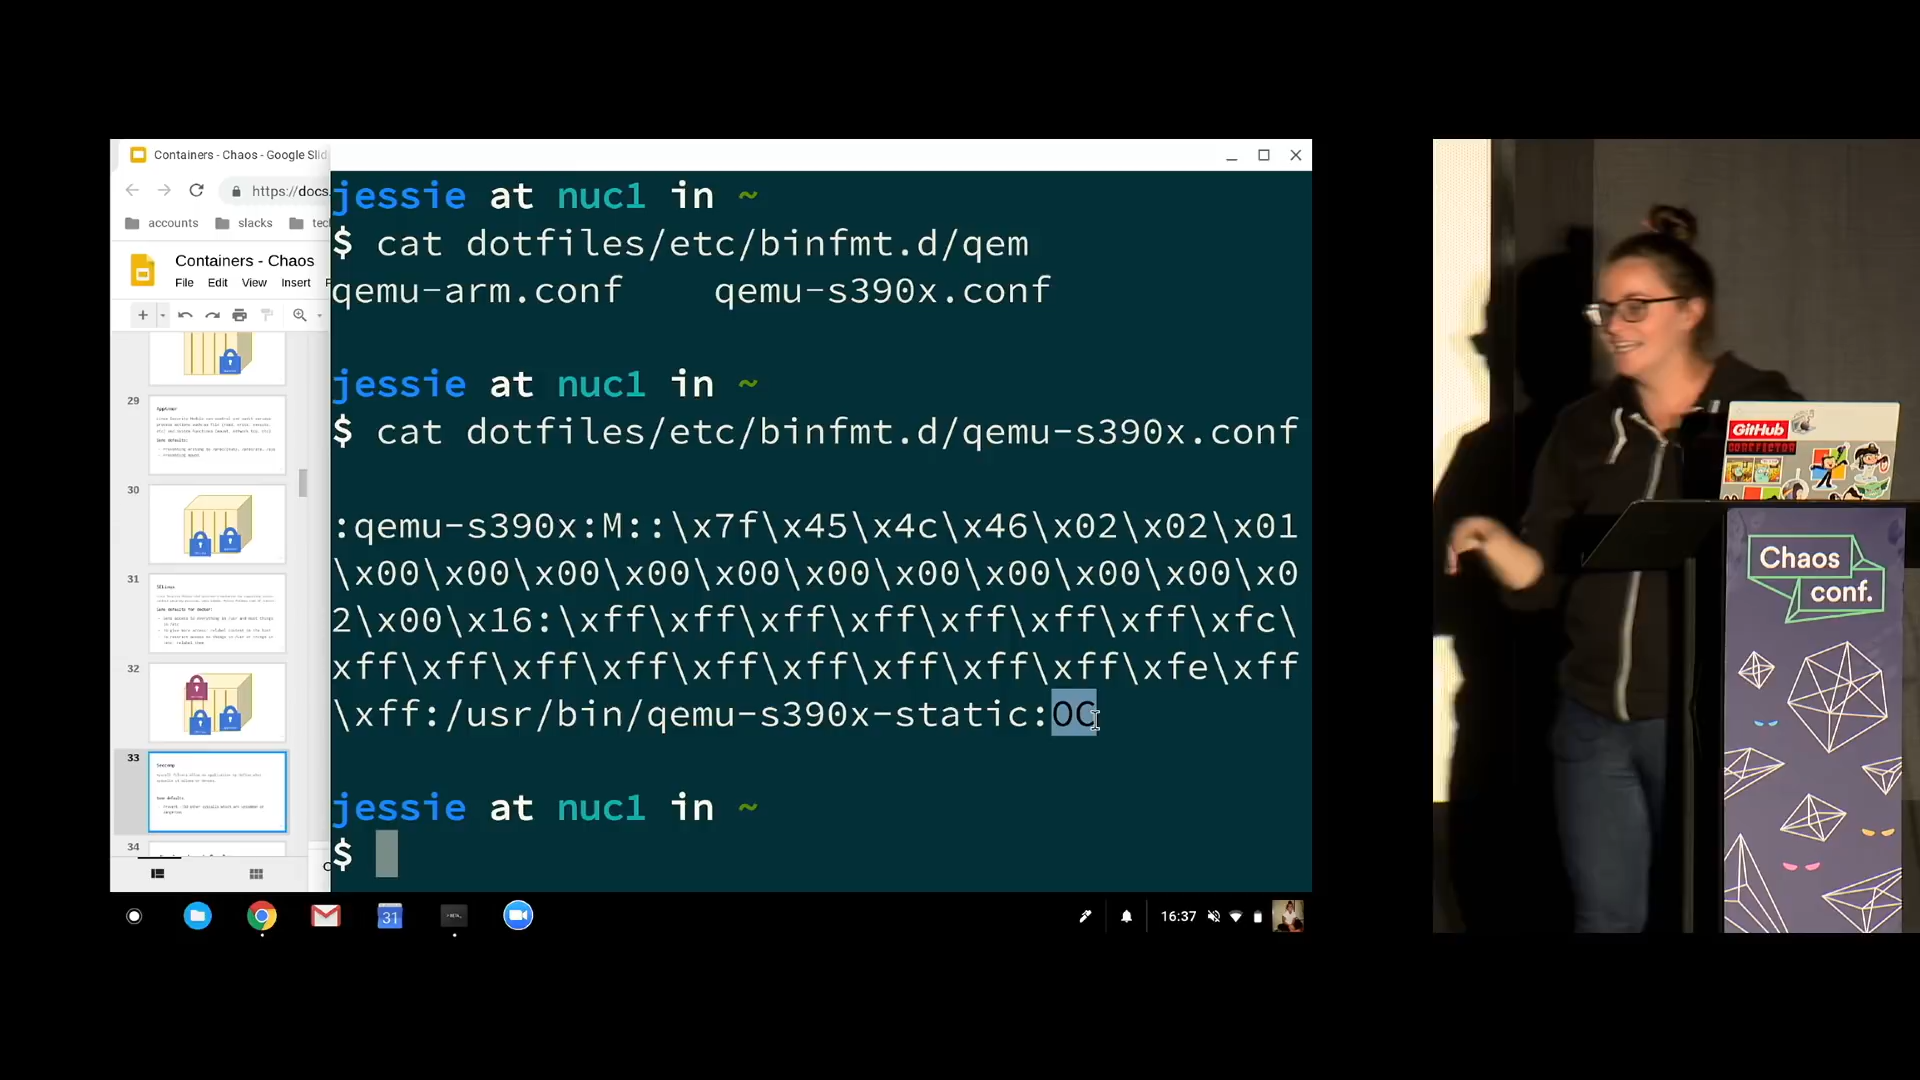 Containers - Chaos - Google Slid
https://docs.
accounts
slacks
tec
Containers - Chaos
File Edit View Insert F
29
30
31
32
33
34
jessie at nuc1 in ~
$ cat dotfiles/etc/binfmt.d/qem
qemu-arm.conf qemu-s390x.conf
jessie at nuc1 in ~
$ cat dotfiles/etc/binfmt.d/qemu-s390x.conf
:qemu-s390x:M::\x7f\x45\x4c\x46\x02\x02\x01
\x00\x00\x00\x00\x00\x00\x00\x00\x00\x00\x0
2\x00\x16:\xff\xff\xff\xff\xff\xff\xfc\
xff\xff\xff\xff\xff\xff\xff\xff\xfe\xff
\xff:/usr/bin/qemu-s390x-static:OC
jessie at nuc1 in ~
$
31
16:37
GitHub
Chaos
conf.